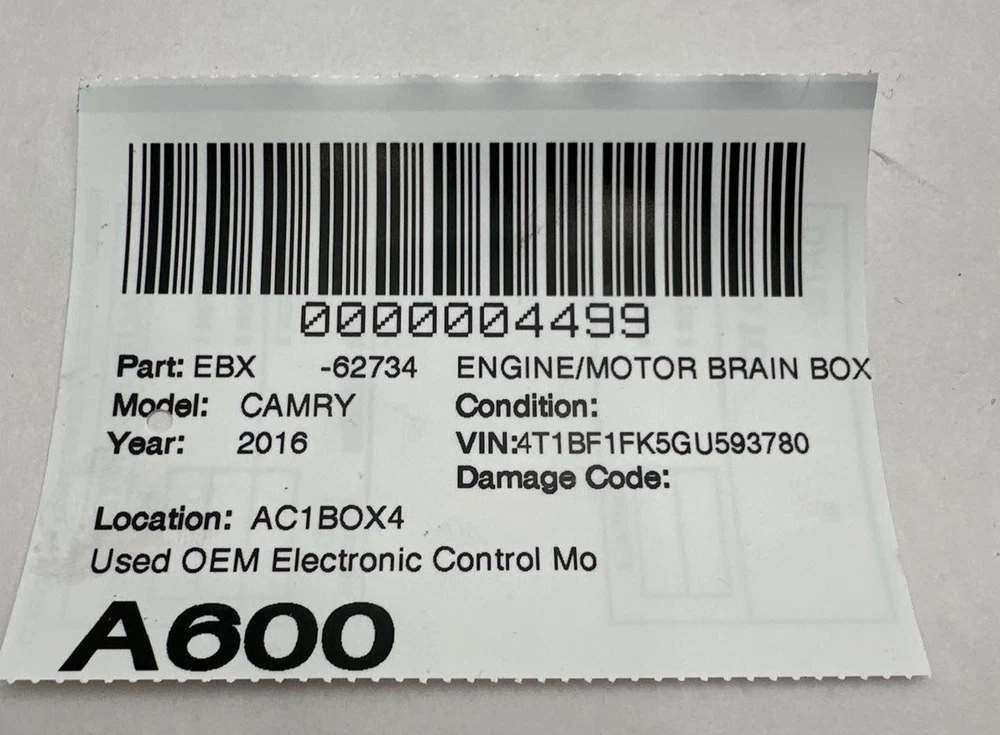 0000004499
Part: EBX -62734 ENGINE/MOTOR BRAIN BOX
Model: CAMRY Condition:
Year: 2016 VIN:4T1BF1FK5GU593780
Damage Code:
Location: AC1BOX4
Used OEM Electronic Control Mo
A600